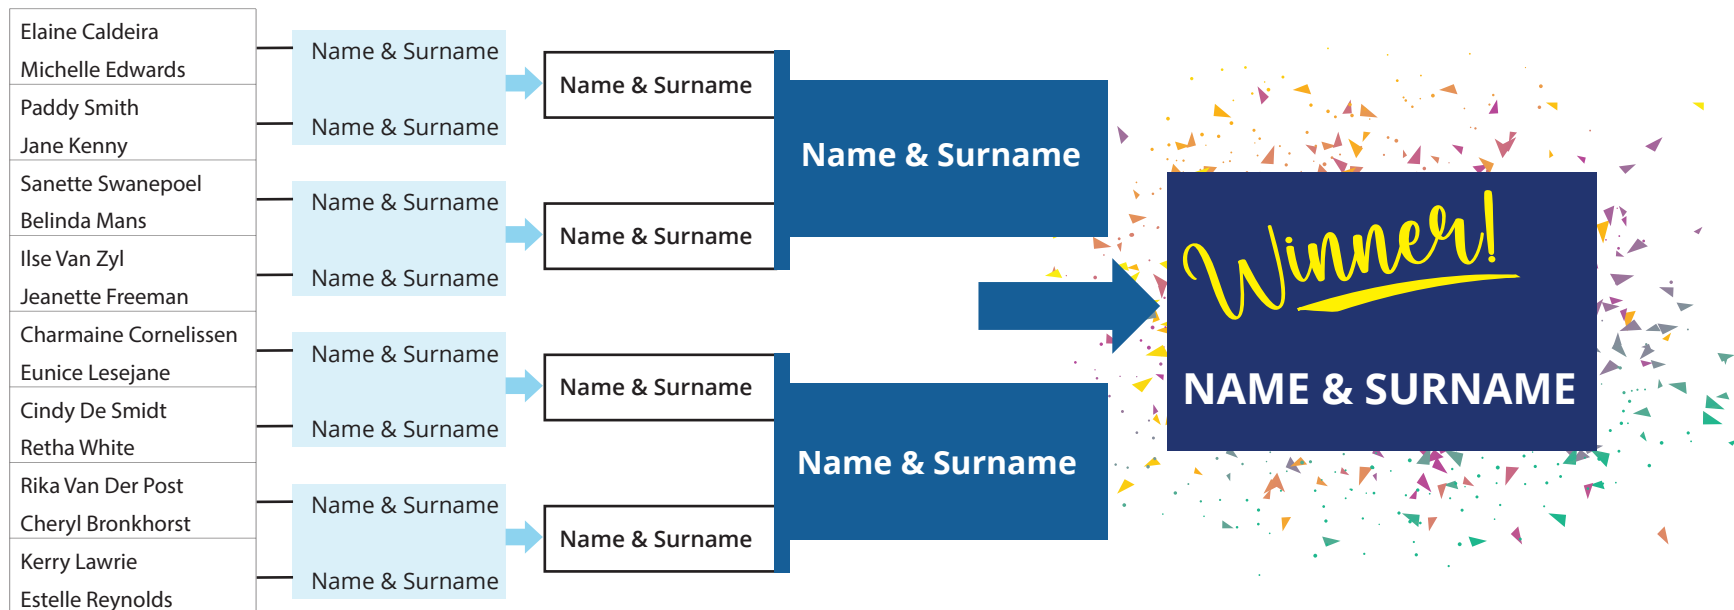 Elaine Caldeira
Michelle Edwards
Paddy Smith
Jane Kenny
Sanette Swanepoel
Belinda Mans
Ilse Van Zyl
Jeanette Freeman
Charmaine Cornelissen
Eunice Lesejane
Cindy De Smidt
Retha White
Rika Van Der Post
Cheryl Bronkhorst
Kerry Lawrie
Estelle Reynolds
Name & Surname
Name & Surname
Name & Surname
Name & Surname
Name & Surname
Name & Surname
Name & Surname
Name & Surname
Name & Surname
Name & Surname
Name & Surname
Name & Surname
Name & Surname
Name & Surname
Winner!
NAME & SURNAME